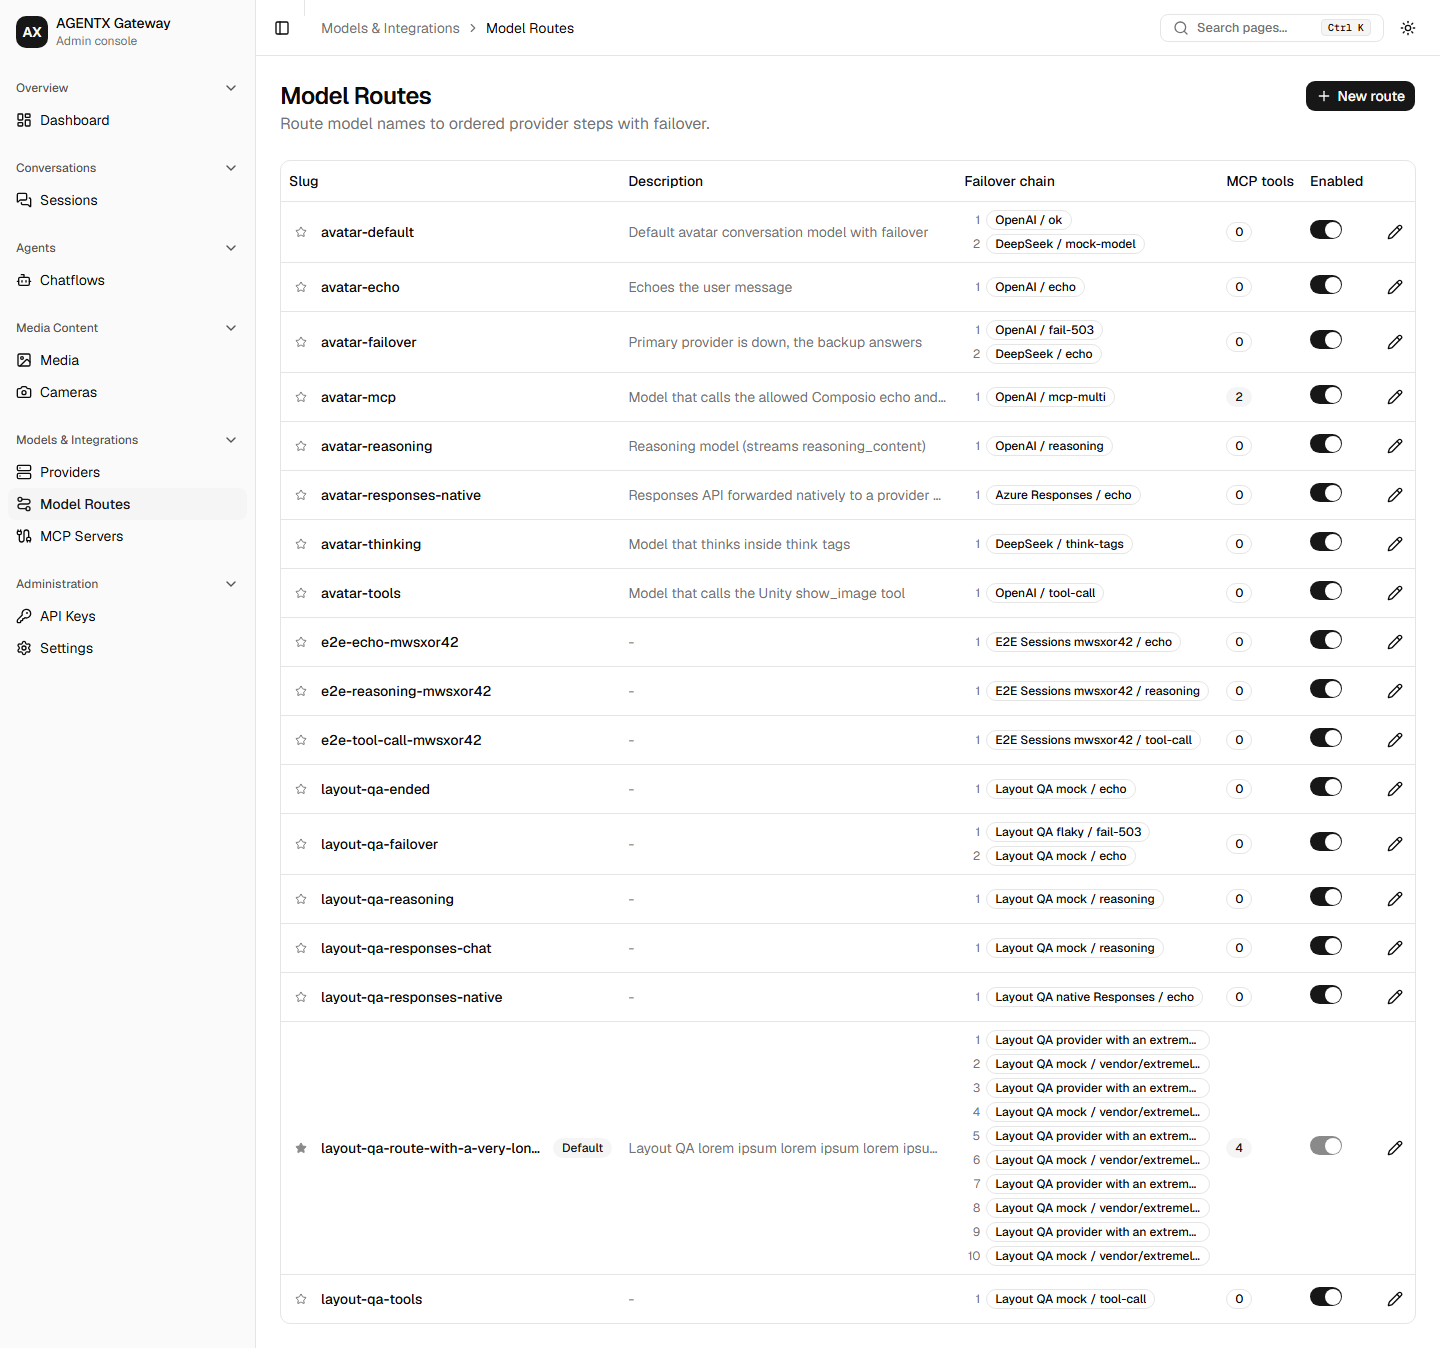 AX
AGENTX Gateway
Admin console
Overview
Dashboard
Conversations
Sessions
Agents
Chatflows
Media Content
Media
Cameras
Models & Integrations
Providers
Model Routes
MCP Servers
Administration
API Keys
Settings
Models & Integrations > Model Routes
Search pages... Ctrl K
Model Routes
Route model names to ordered provider steps with failover.
+ New route
Slug Description Failover chain MCP tools Enabled
avatar-default Default avatar conversation model with failover 1 OpenAI / ok 0
2 DeepSeek / mock-model
avatar-echo Echoes the user message 1 OpenAI / echo 0
avatar-failover Primary provider is down, the backup answers 1 OpenAI / fail-503 0
2 DeepSeek / echo
avatar-mcp Model that calls the allowed Composio echo and... 1 OpenAI / mcp-multi 2
avatar-reasoning Reasoning model (streams reasoning_content) 1 OpenAI / reasoning 0
avatar-responses-native Responses API forwarded natively to a provider ... 1 Azure Responses / echo 0
avatar-thinking Model that thinks inside think tags 1 DeepSeek / think-tags 0
avatar-tools Model that calls the Unity show_image tool 1 OpenAI / tool-call 0
e2e-echo-mwsxor42 - 1 E2E Sessions mwsxor42 / echo 0
e2e-reasoning-mwsxor42 - 1 E2E Sessions mwsxor42 / reasoning 0
e2e-tool-call-mwsxor42 - 1 E2E Sessions mwsxor42 / tool-call 0
layout-qa-ended - 1 Layout QA mock / echo 0
layout-qa-failover - 1 Layout QA flaky / fail-503 0
2 Layout QA mock / echo
layout-qa-reasoning - 1 Layout QA mock / reasoning 0
layout-qa-responses-chat - 1 Layout QA mock / reasoning 0
layout-qa-responses-native - 1 Layout QA native Responses / echo 0
layout-qa-route-with-a-very-lon... Default Layout QA lorem ipsum lorem ipsum lorem ipsu... 4
1 Layout QA provider with an extrem...
2 Layout QA mock / vendor/extremel...
3 Layout QA provider with an extrem...
4 Layout QA mock / vendor/extremel...
5 Layout QA provider with an extrem...
6 Layout QA mock / vendor/extremel...
7 Layout QA provider with an extrem...
8 Layout QA mock / vendor/extremel...
9 Layout QA provider with an extrem...
10 Layout QA mock / vendor/extremel...
layout-qa-tools - 1 Layout QA mock / tool-call 0